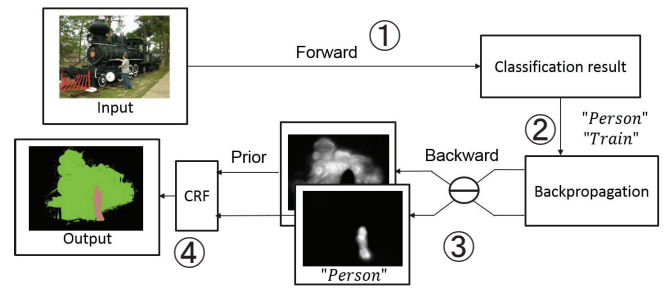 Forward
①
Classification result
Input
②
"Person"
"Train"
Prior
Backward
CRF
Backpropagation
Output
④
③
"Person"